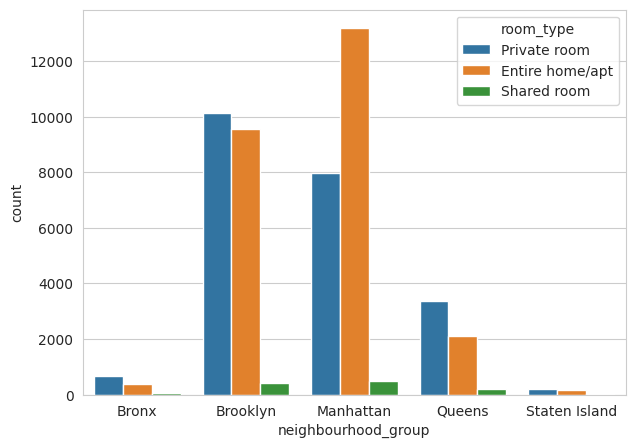 room_type
Private room
Entire home/apt
Shared room
12000
10000
8000
6000
4000
2000
0
count
Bronx
Brooklyn
Manhattan
Queens
Staten Island
neighbourhood_group